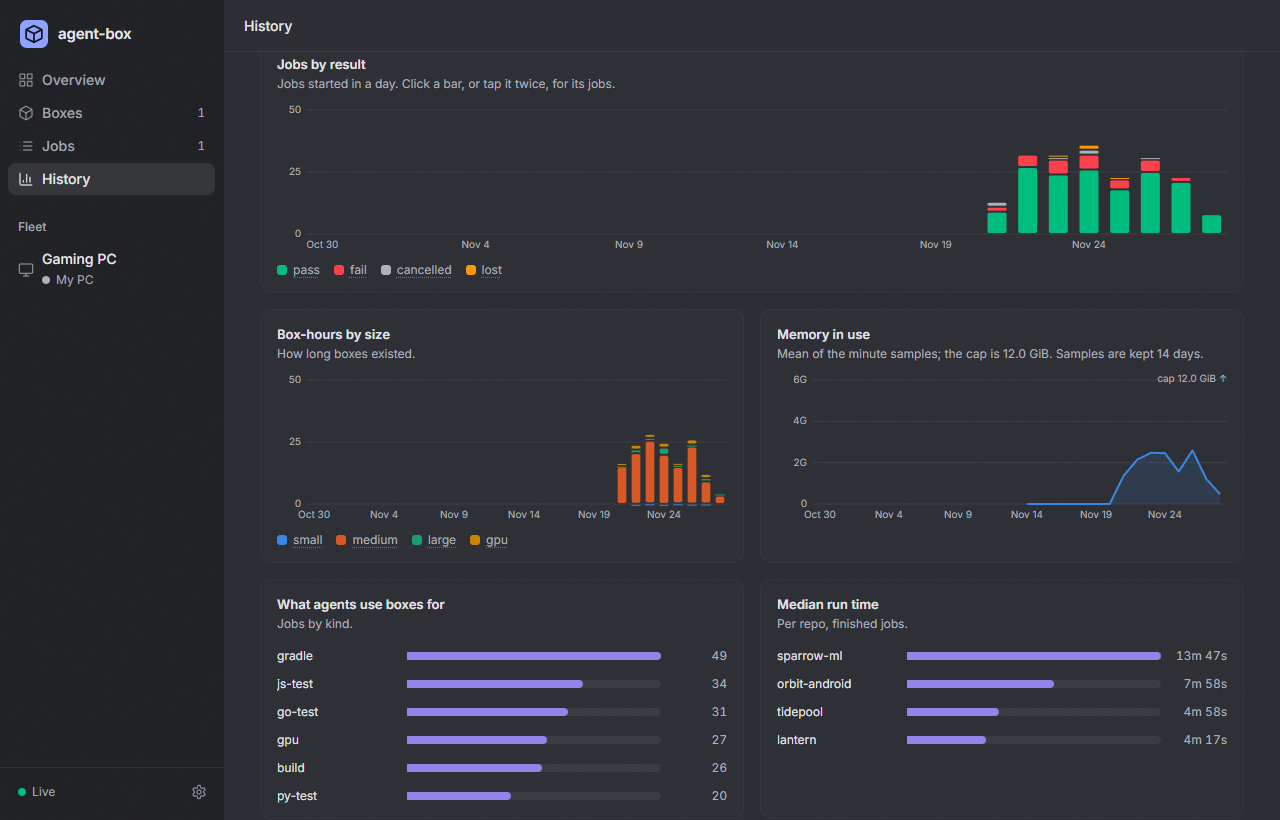 agent-box
Overview
Boxes 1
Jobs 1
History
Fleet
Gaming PC
My PC
Live
History
Jobs by result
Jobs started in a day. Click a bar, or tap it twice, for its jobs.
50
25
0
Oct 30 Nov 4 Nov 9 Nov 14 Nov 19 Nov 24
pass fail cancelled lost
Box-hours by size
How long boxes existed.
50
25
0
Oct 30 Nov 4 Nov 9 Nov 14 Nov 19 Nov 24
small medium large gpu
Memory in use
Mean of the minute samples; the cap is 12.0 GiB. Samples are kept 14 days.
cap 12.0 GiB ↑
6G
4G
2G
0
Oct 30 Nov 4 Nov 9 Nov 14 Nov 19 Nov 24
What agents use boxes for
Jobs by kind.
gradle 49
js-test 34
go-test 31
gpu 27
build 26
py-test 20
Median run time
Per repo, finished jobs.
sparrow-ml 13m 47s
orbit-android 7m 58s
tidepool 4m 58s
lantern 4m 17s